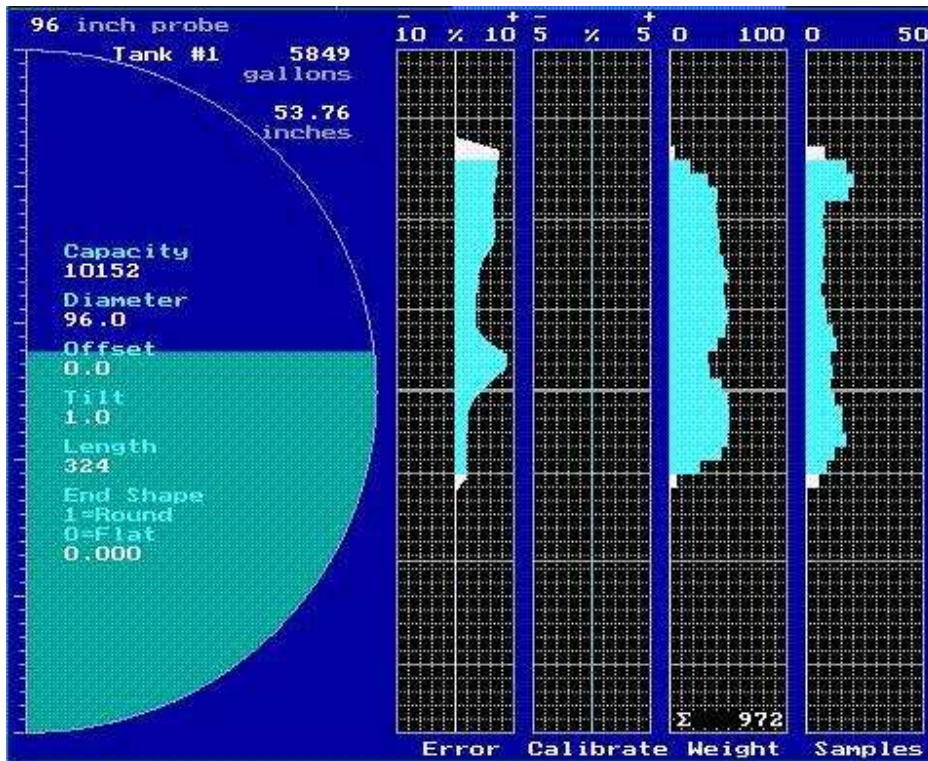 96 inch probe
Tank #1 5849
gallons
53.76
inches
Capacity
10152
Diameter
96.0
Offset
0.0
Tilt
1.0
Length
324
End Shape
1=Round
0=Flat
0.000
- +
10 % 10
- +
5 % 5
0 100
0 50
Σ 972
Error Calibrate Weight Samples